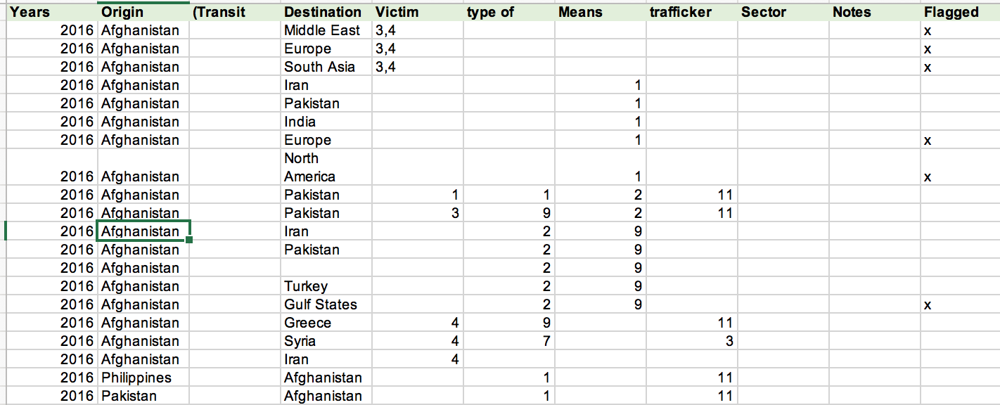 Years Origin (Transit Destination Victim type of Means trafficker Sector Notes Flagged
2016 Afghanistan Middle East 3,4 x
2016 Afghanistan Europe 3,4 x
2016 Afghanistan South Asia 3,4 x
2016 Afghanistan Iran 1
2016 Afghanistan Pakistan 1
2016 Afghanistan India 1
2016 Afghanistan Europe 1 x
North
2016 Afghanistan America 1 x
2016 Afghanistan Pakistan 1 1 2 11
2016 Afghanistan Pakistan 3 9 2 11
2016 Afghanistan Iran 2 9
2016 Afghanistan Pakistan 2 9
2016 Afghanistan 2 9
2016 Afghanistan Turkey 2 9
2016 Afghanistan Gulf States 2 9 x
2016 Afghanistan Greece 4 9 11
2016 Afghanistan Syria 4 7 3
2016 Afghanistan Iran 4
2016 Philippines Afghanistan 1 11
2016 Pakistan Afghanistan 1 11